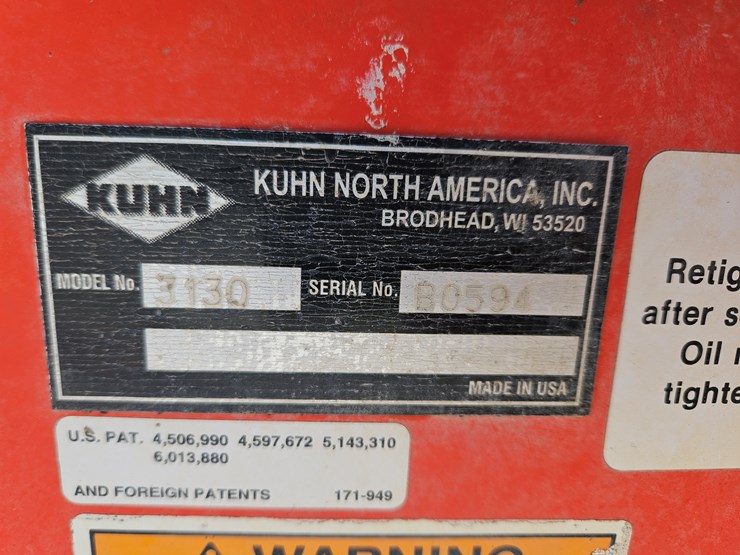 KUHN
KUHN NORTH AMERICA, INC.
BRODHEAD, WI 53520
MODEL No. 3130 SERIAL No. B0594
MADE IN USA
U.S. PAT. 4,506,990 4,597,672 5,143,310
6,013,880
AND FOREIGN PATENTS 171-949
Retig
after s
Oil
tighte
WARNING